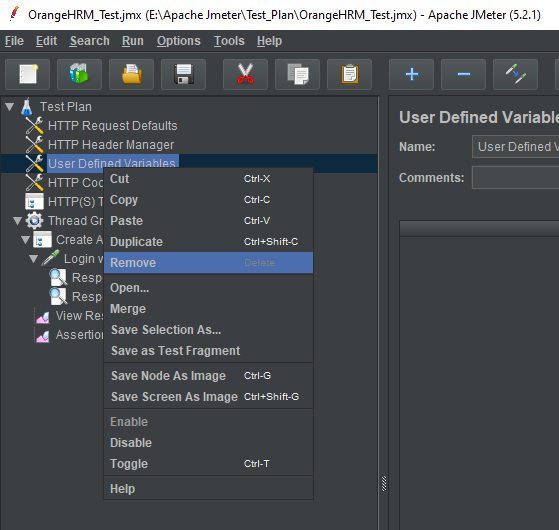 OrangeHRM_Test.jmx (E:\Apache Jmeter\Test_Plan\OrangeHRM_Test.jmx) - Apache JMeter (5.2.1)
File Edit Search Run Options Tools Help
Test Plan
HTTP Request Defaults
HTTP Header Manager
User Defined Variables
HTTP Coo
HTTP(S) T
Thread Gr
Create A
Login w
Resp
Resp
View Res
Assertion
Cut Ctrl-X
Copy Ctrl-C
Paste Ctrl-V
Duplicate Ctrl+Shift-C
Remove Delete
Open...
Merge
Save Selection As...
Save as Test Fragment
Save Node As Image Ctrl-G
Save Screen As Image Ctrl+Shift-G
Enable
Disable
Toggle Ctrl-T
Help
User Defined Variable
Name: User Defined Va
Comments: